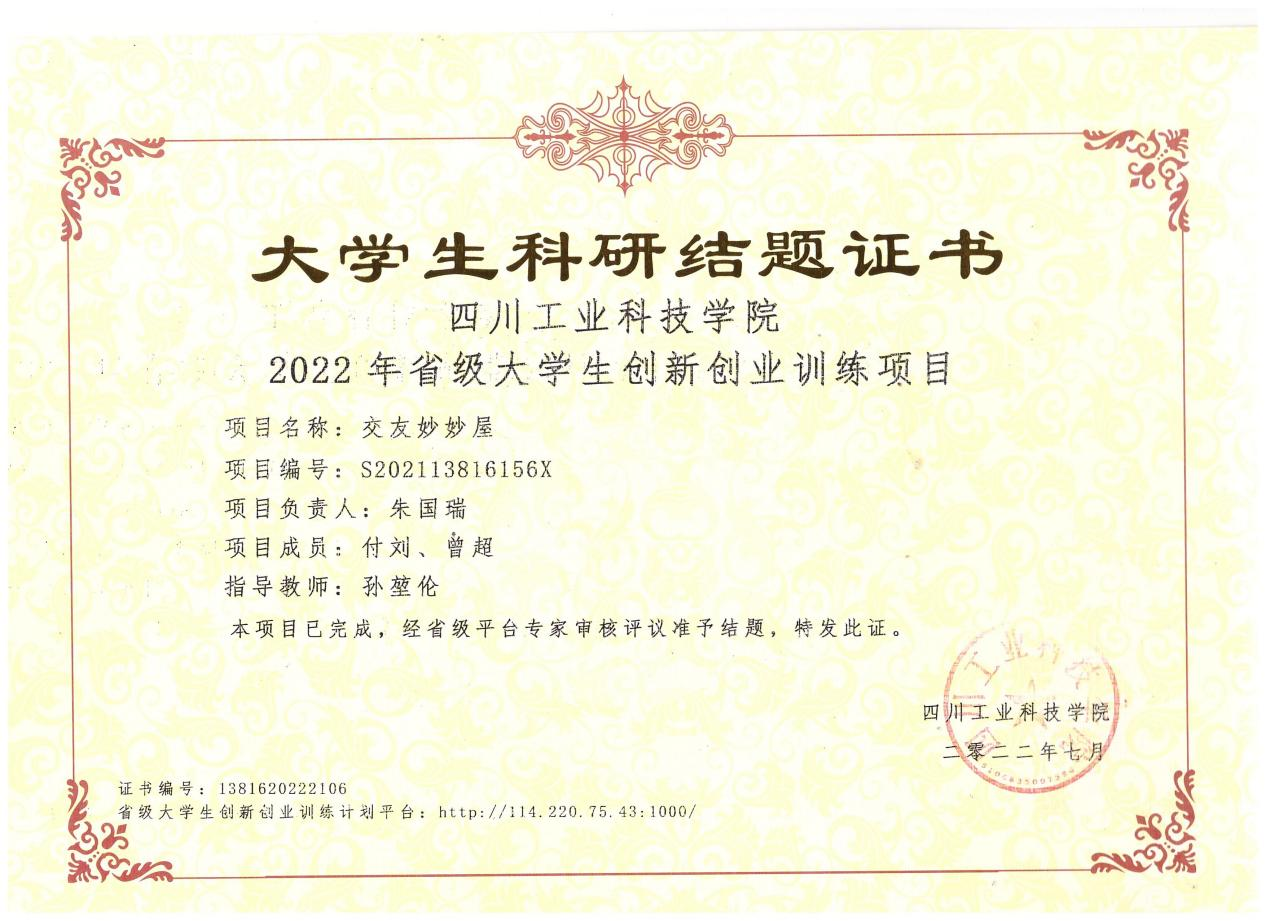 大学生科研结题证书
四川工业科技学院
2022年省级大学生创新创业训练项目
项目名称：交友妙妙屋
项目编号：S202113816156X
项目负责人：朱国瑞
项目成员：付刘、曾超
指导教师：孙堃伦
本项目已完成，经省级平台专家审核评议准予结题，特发此证。
四川工业科技学院
二零二二年七月
证书编号：1381620222106
省级大学生创新创业训练计划平台：http://114.220.75.43:1000/